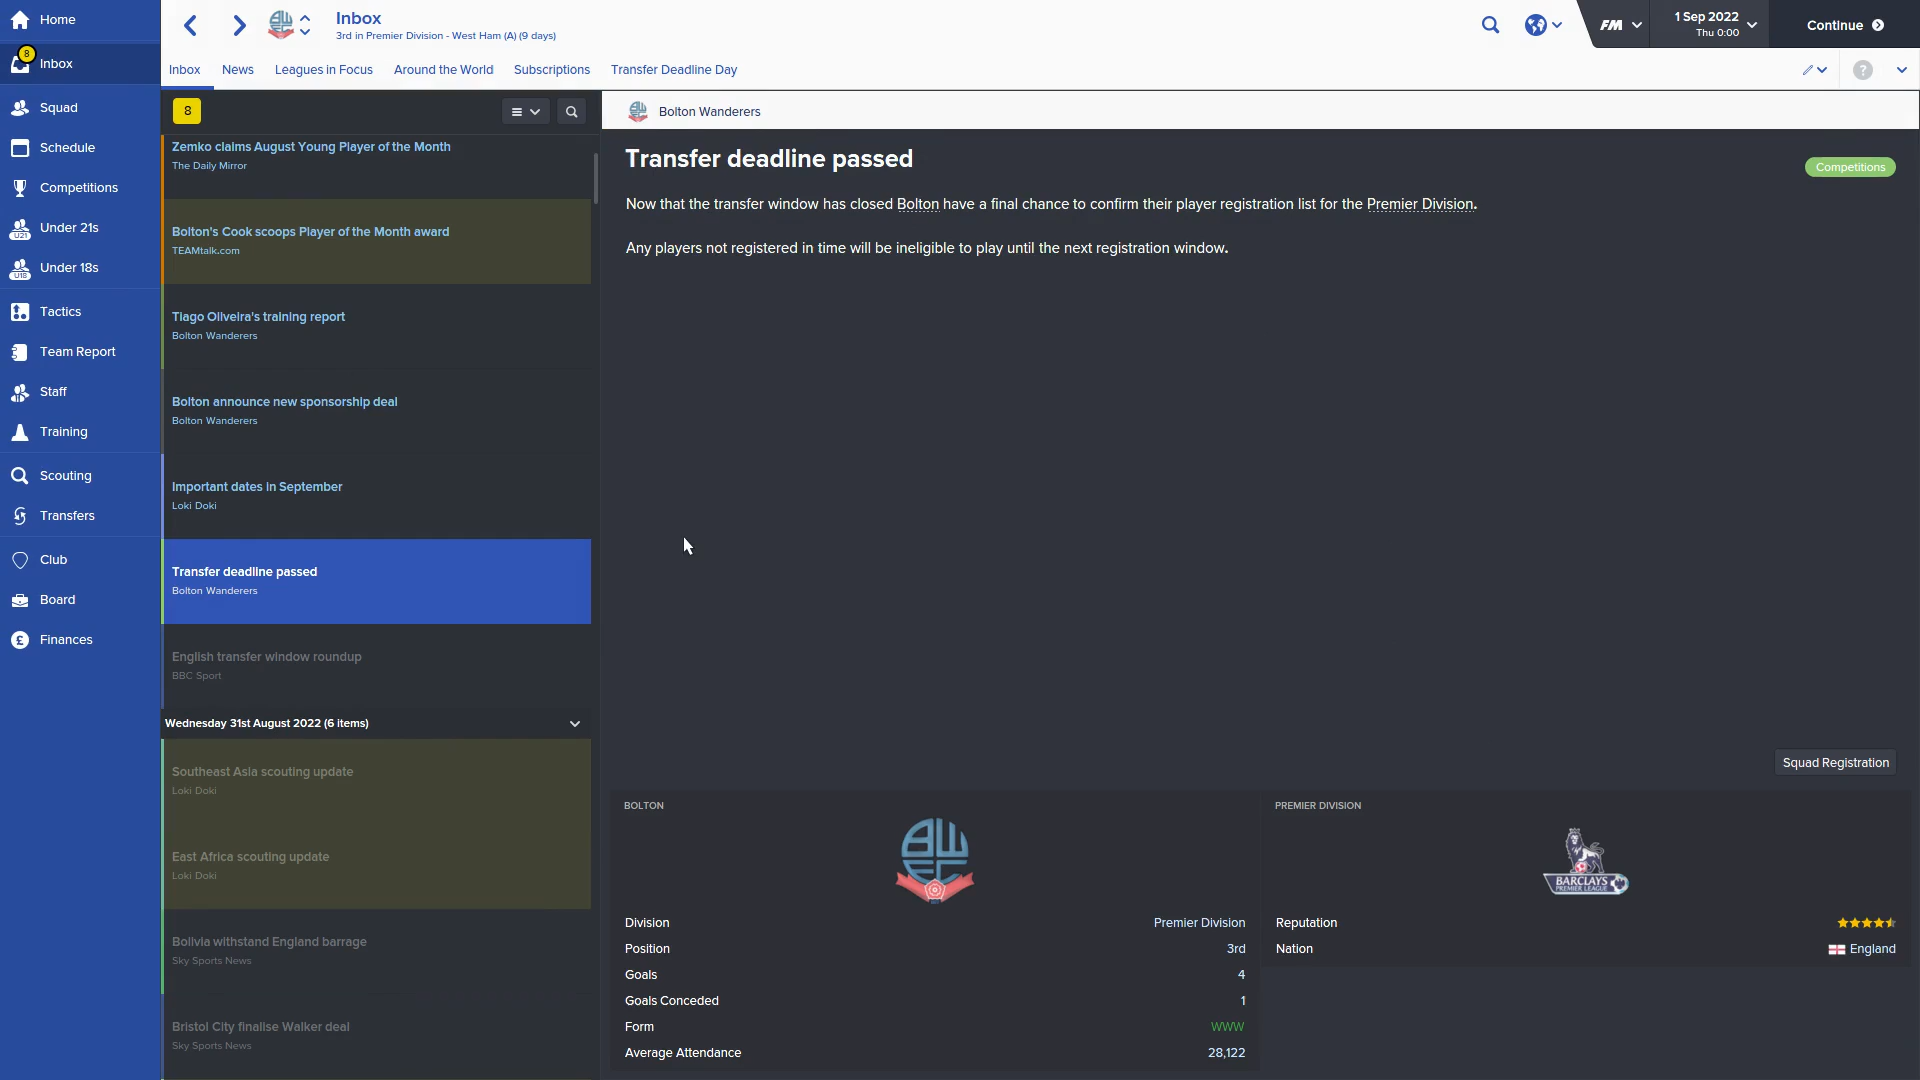 Home
8
Inbox
Squad
Schedule
Competitions
U21
Under 21s
U18
Under 18s
Tactics
Team Report
Staff
Training
Scouting
Transfers
Club
Board
£
Finances
Inbox
3rd in Premier Division - West Ham (A) (9 days)
FM
1 Sep 2022
Thu 0:00
Continue
Inbox
News
Leagues in Focus
Around the World
Subscriptions
Transfer Deadline Day
?
8
Zemko claims August Young Player of the Month
The Daily Mirror
Bolton's Cook scoops Player of the Month award
TEAMtalk.com
Tiago Oliveira's training report
Bolton Wanderers
Bolton announce new sponsorship deal
Bolton Wanderers
Important dates in September
Loki Doki
Transfer deadline passed
Bolton Wanderers
English transfer window roundup
BBC Sport
Wednesday 31st August 2022 (6 items)
Southeast Asia scouting update
Loki Doki
East Africa scouting update
Loki Doki
Bolivia withstand England barrage
Sky Sports News
Bristol City finalise Walker deal
Sky Sports News
Bolton Wanderers
Transfer deadline passed
Competitions
Now that the transfer window has closed Bolton have a final chance to confirm their player registration list for the Premier Division.
Any players not registered in time will be ineligible to play until the next registration window.
Squad Registration
BOLTON
BWFC
Division Premier Division
Position 3rd
Goals 4
Goals Conceded 1
Form WWW
Average Attendance 28,122
PREMIER DIVISION
BARCLAYS
PREMIER LEAGUE
Reputation
Nation England